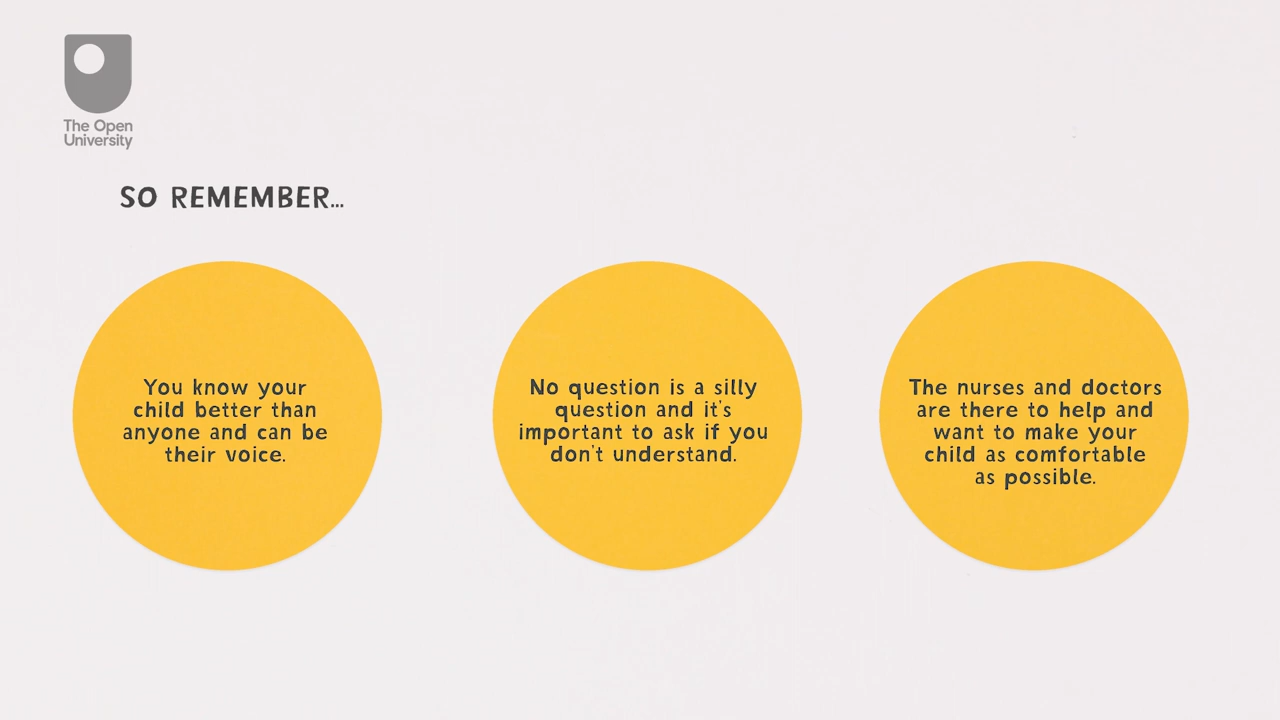 The Open
University
SO REMEMBER...
You know your
child better than
anyone and can be
their voice.
No question is a silly
question and it's
important to ask if you
don't understand.
The nurses and doctors
are there to help and
want to make your
child as comfortable
as possible.